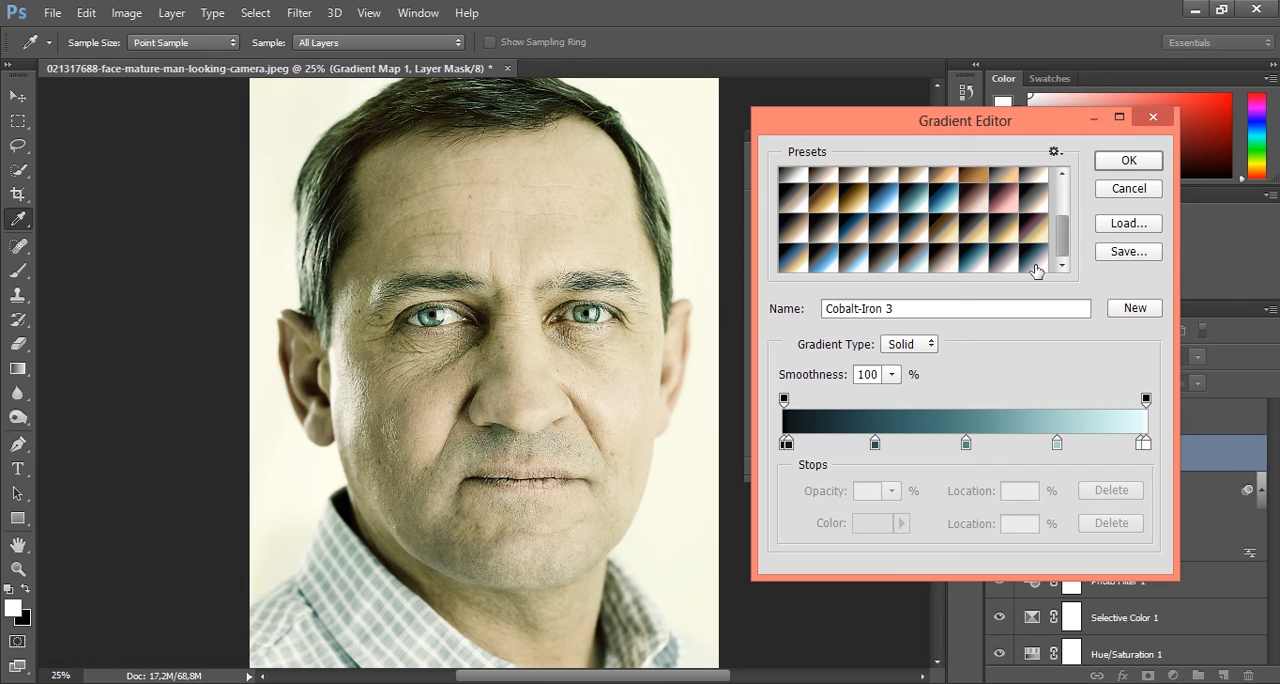 Ps File Edit Image Layer Type Select Filter 3D View Window Help
Sample Size: Point Sample Sample: All Layers Show Sampling Ring Essentials
021317688-face-mature-man-looking-camera.jpeg @ 25% (Gradient Map 1, Layer Mask/8) * ×
Color Swatches
Gradient Editor
Presets
OK
Cancel
Load...
Save...
Name: Cobalt-Iron 3 New
Gradient Type: Solid
Smoothness: 100 %
Stops
Opacity: % Location: % Delete
Color: Location: % Delete
Photo Filter 1
Selective Color 1
Hue/Saturation 1
25% Doc: 17,2M/68,8M